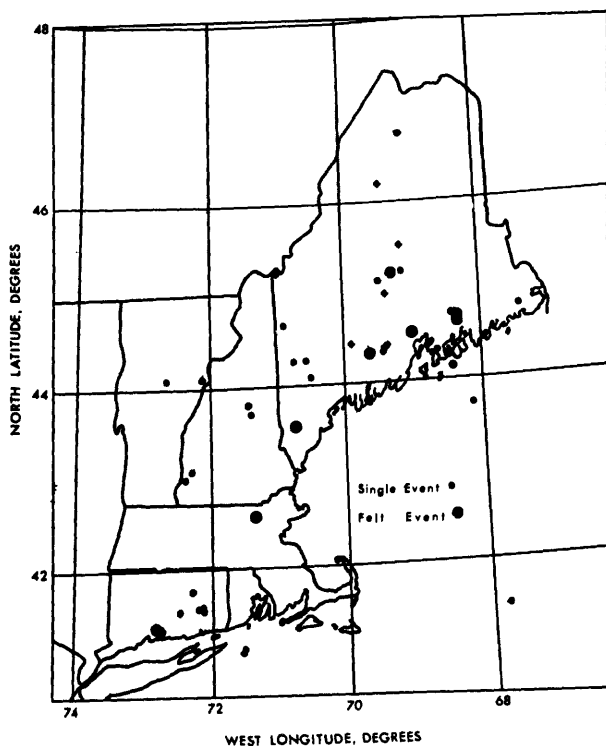 48
46
44
42
NORTH LATITUDE, DEGREES
Single Event
Felt Event
74
72
70
68
WEST LONGITUDE, DEGREES